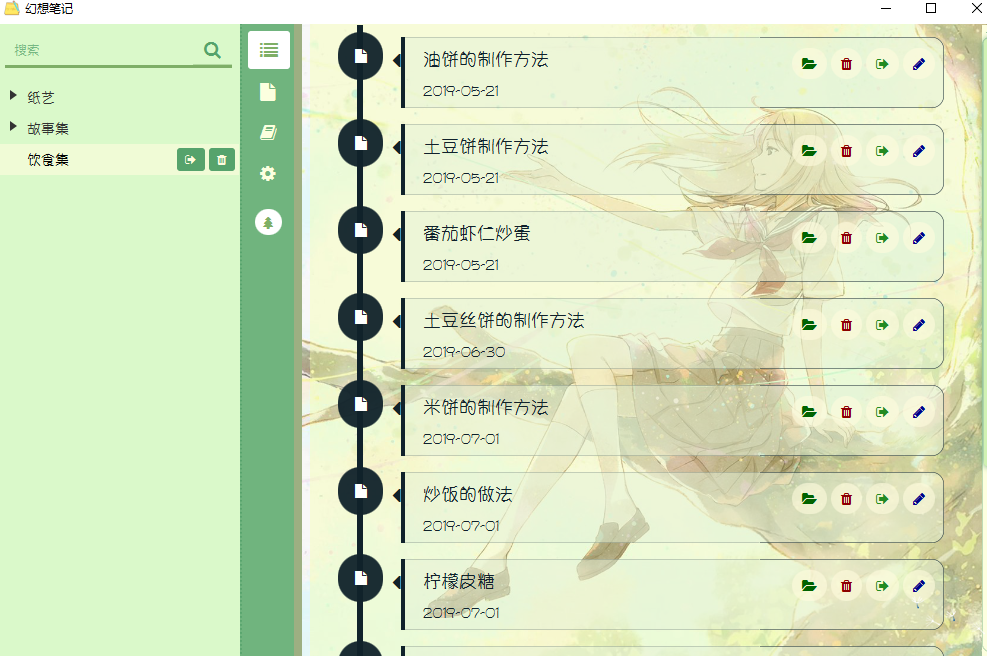 幻想笔记
搜索
纸艺
故事集
饮食集
油饼的制作方法
2019-05-21
土豆饼制作方法
2019-05-21
番茄虾仁炒蛋
2019-05-21
土豆丝饼的制作方法
2019-06-30
米饼的制作方法
2019-07-01
炒饭的做法
2019-07-01
柠檬皮糖
2019-07-01